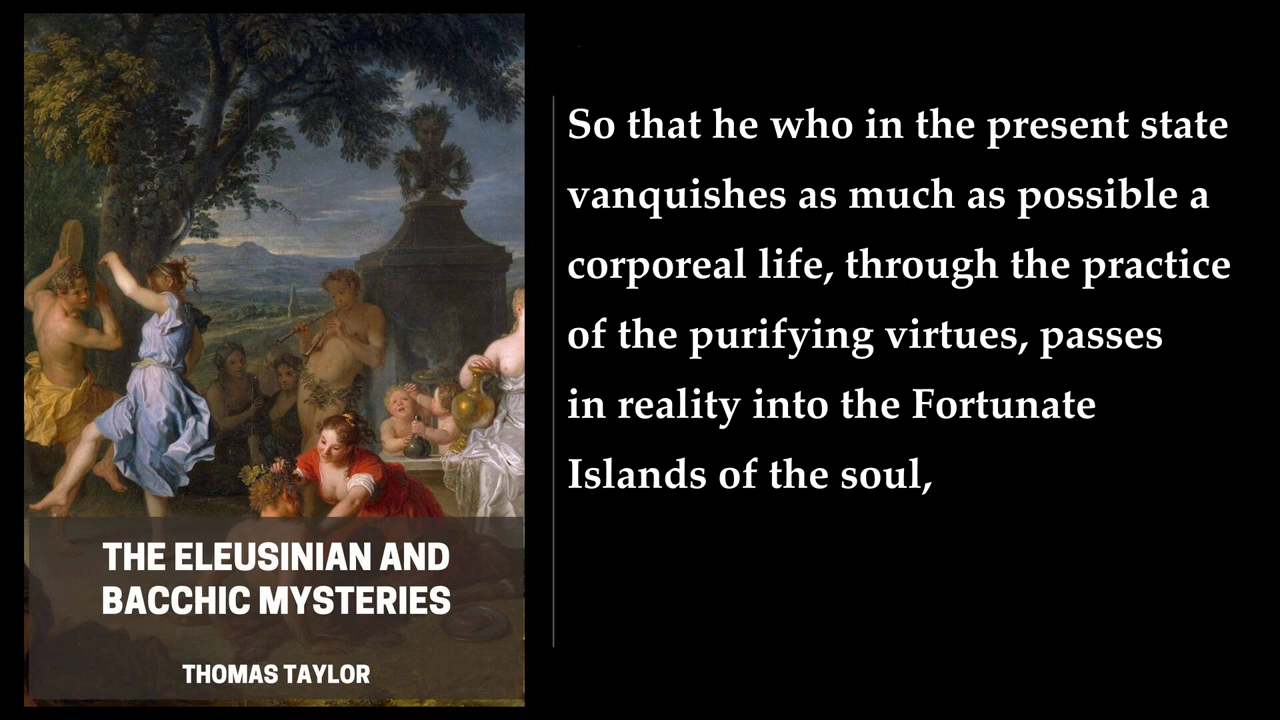 THE ELEUSINIAN AND
BACCHIC MYSTERIES
THOMAS TAYLOR
So that he who in the present state
vanquishes as much as possible a
corporeal life, through the practice
of the purifying virtues, passes
in reality into the Fortunate
Islands of the soul,